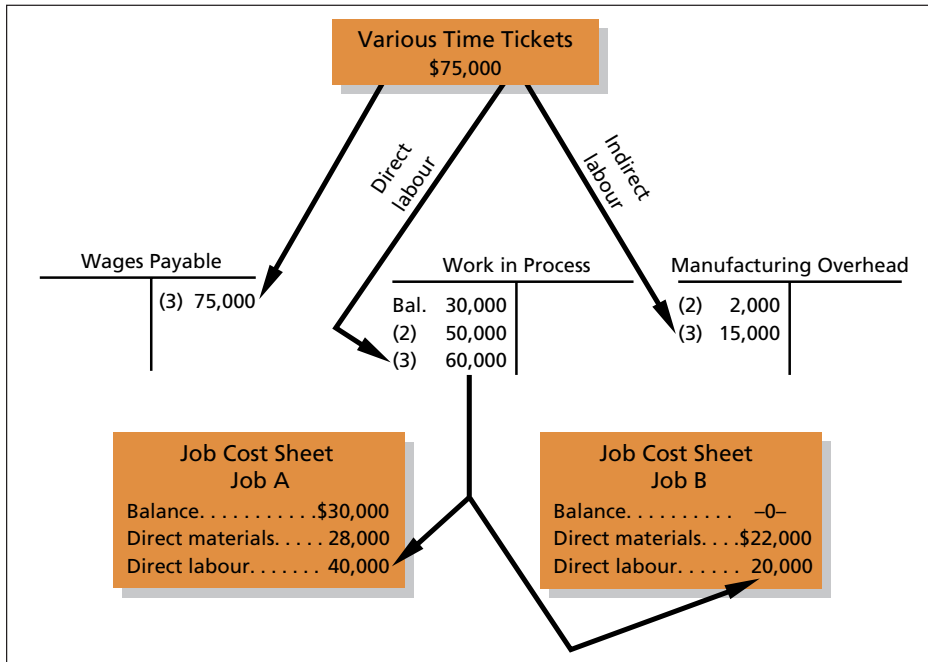 Various Time Tickets
$75,000
Direct
labour
Indirect
labour
Wages Payable
(3) 75,000
Work in Process
Bal. 30,000
(2) 50,000
(3) 60,000
Manufacturing Overhead
(2) 2,000
(3) 15,000
Job Cost Sheet
Job A
Balance. . . . . . . . . . .$30,000
Direct materials. . . . . 28,000
Direct labour. . . . . . . 40,000
Job Cost Sheet
Job B
Balance. . . . . . . . . . –0–
Direct materials. . . .$22,000
Direct labour. . . . . . 20,000